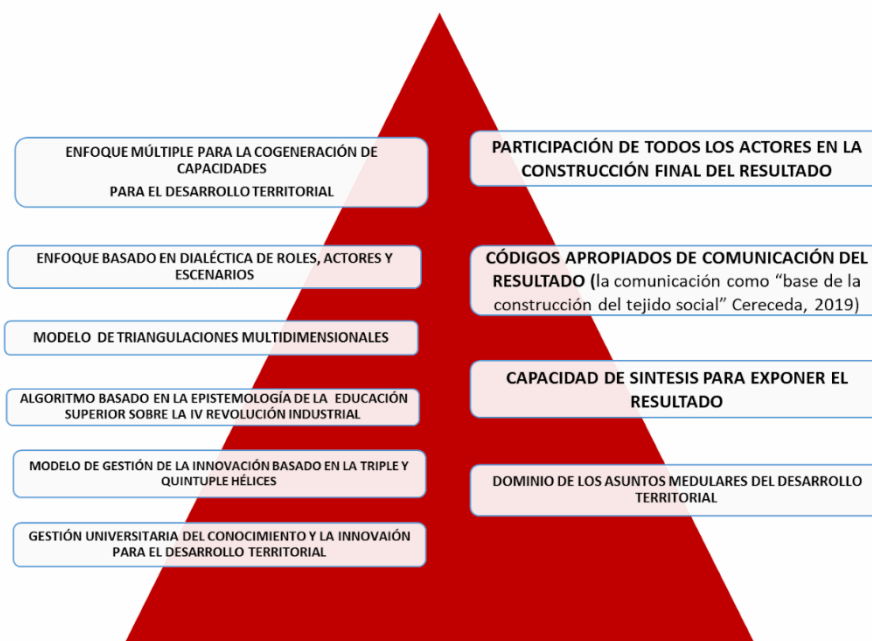 ENFOQUE MÚLTIPLE PARA LA COGENERACIÓN DE
CAPACIDADES
PARA EL DESARROLLO TERRITORIAL
ENFOQUE BASADO EN DIALÉCTICA DE ROLES, ACTORES Y
ESCENARIOS
MODELO DE TRIANGULACIONES MULTIDIMENSIONALES
ALGORITMO BASADO EN LA EPISTEMOLOGÍA DE LA EDUCACIÓN
SUPERIOR SOBRE LA IV REVOLUCIÓN INDUSTRIAL
MODELO DE GESTIÓN DE LA INNOVACIÓN BASADO EN LA TRIPLE Y
QUINTUPLE HÉLICES
GESTIÓN UNIVERSITARIA DEL CONOCIMIENTO Y LA INNOVAIÓN
PARA EL DESARROLLO TERRITORIAL
PARTICIPACIÓN DE TODOS LOS ACTORES EN LA
CONSTRUCCIÓN FINAL DEL RESULTADO
CÓDIGOS APROPIADOS DE COMUNICACIÓN DEL
RESULTADO (la comunicación como “base de la
construcción del tejido social” Cereceda, 2019)
CAPACIDAD DE SINTESIS PARA EXPONER EL
RESULTADO
DOMINIO DE LOS ASUNTOS MEDULARES DEL DESARROLLO
TERRITORIAL